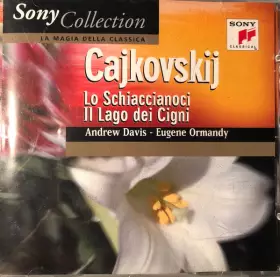 Sony Collection
LA MAGIA DELLA CLASSICA
SONY
CLASSICAL
Cajkovskij
Lo Schiaccianoci
Il Lago dei Cigni
Andrew Davis - Eugene Ormandy